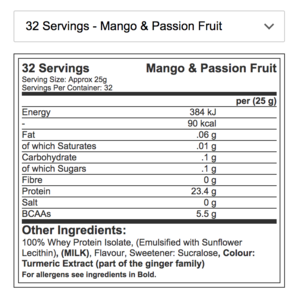 32 Servings - Mango & Passion Fruit
32 Servings Mango & Passion Fruit
Serving Size: Approx 25g
Servings Per Container: 32
per (25 g)
Energy 384 kJ
- 90 kcal
Fat .06 g
of which Saturates .01 g
Carbohydrate .1 g
of which Sugars .1 g
Fibre 0 g
Protein 23.4 g
Salt 0 g
BCAAs 5.5 g
Other Ingredients:
100% Whey Protein Isolate, (Emulsified with Sunflower
Lecithin), (MILK), Flavour, Sweetener: Sucralose, Colour:
Turmeric Extract (part of the ginger family)
For allergens see ingredients in Bold.